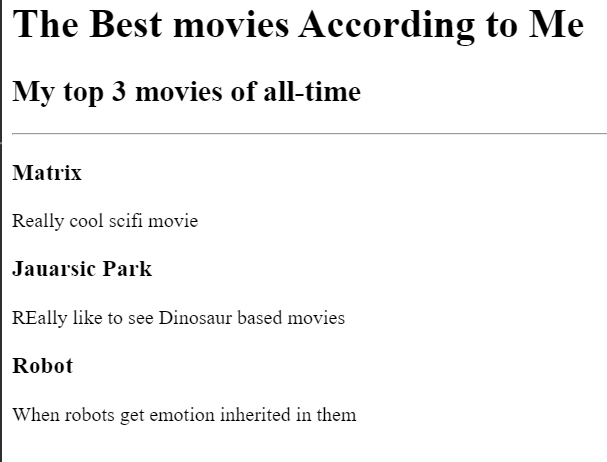 The Best movies According to Me
My top 3 movies of all-time
Matrix
Really cool scifi movie
Jauarsic Park
REally like to see Dinosaur based movies
Robot
When robots get emotion inherited in them